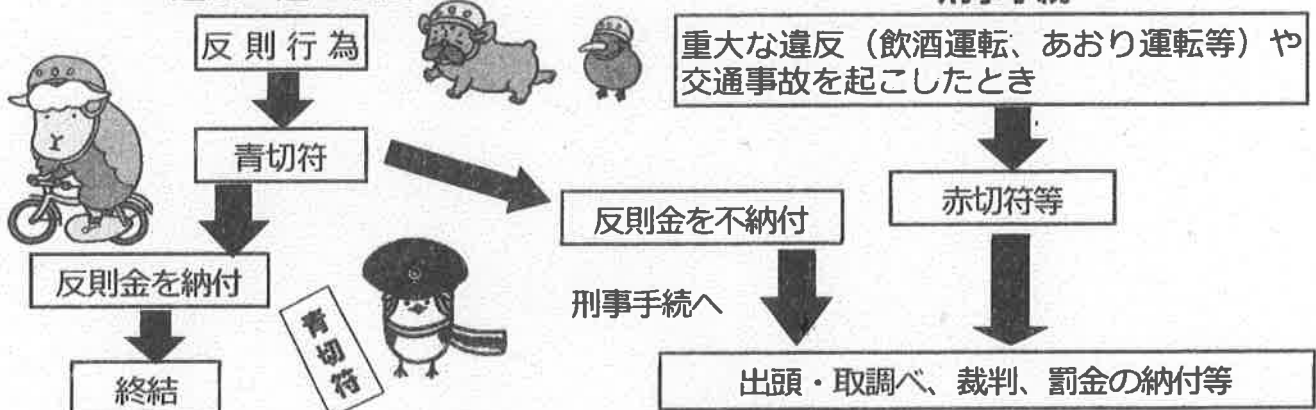 反則行為
青切符
反則金を納付
終結
青切符
反則金を不納付
刑事手続へ
重大な違反（飲酒運転、あおり運転等）や
交通事故を起こしたとき
赤切符等
出頭・取調べ、裁判、罰金の納付等